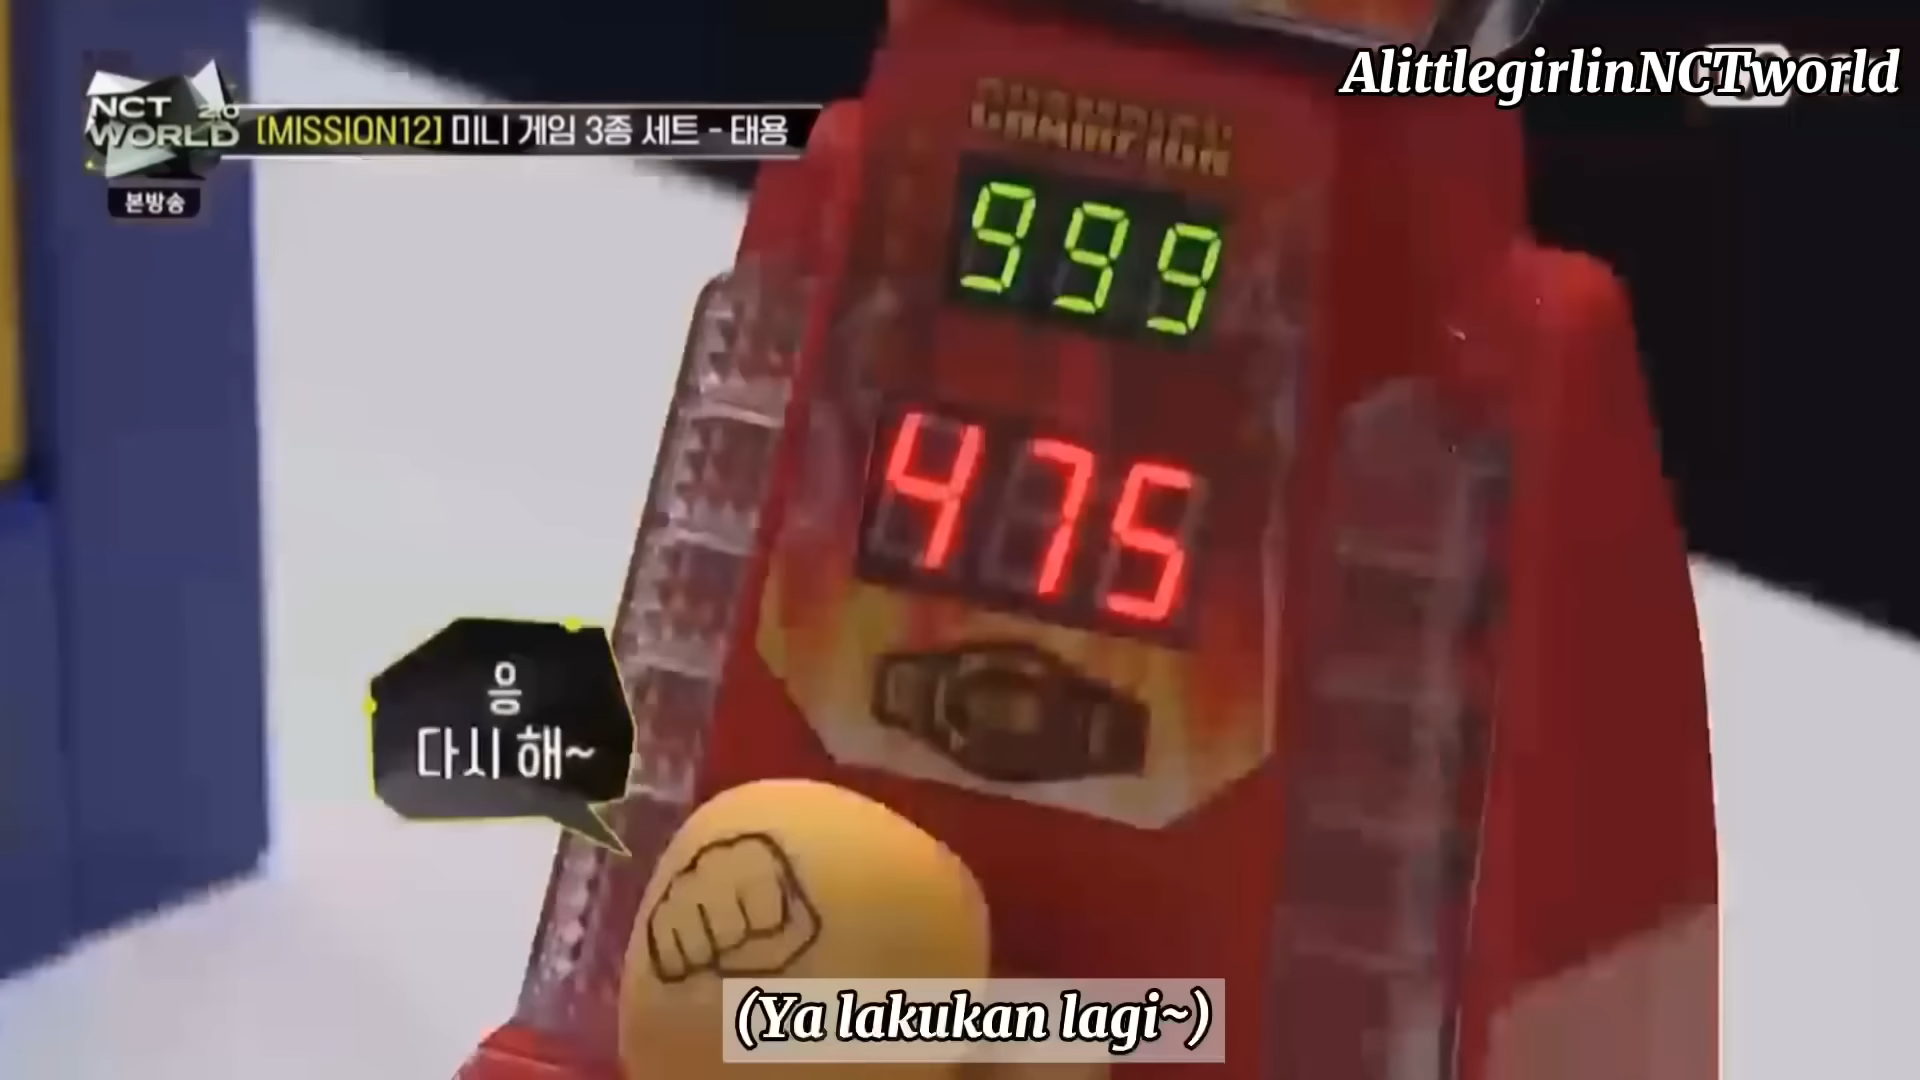 AlittlegirlinNCTworld
NCT
WORLD 2.0
[MISSION12] 미니 게임 3종 세트 - 태용
본방송
999
475
응
다시 해~
(Ya lakukan lagi~)